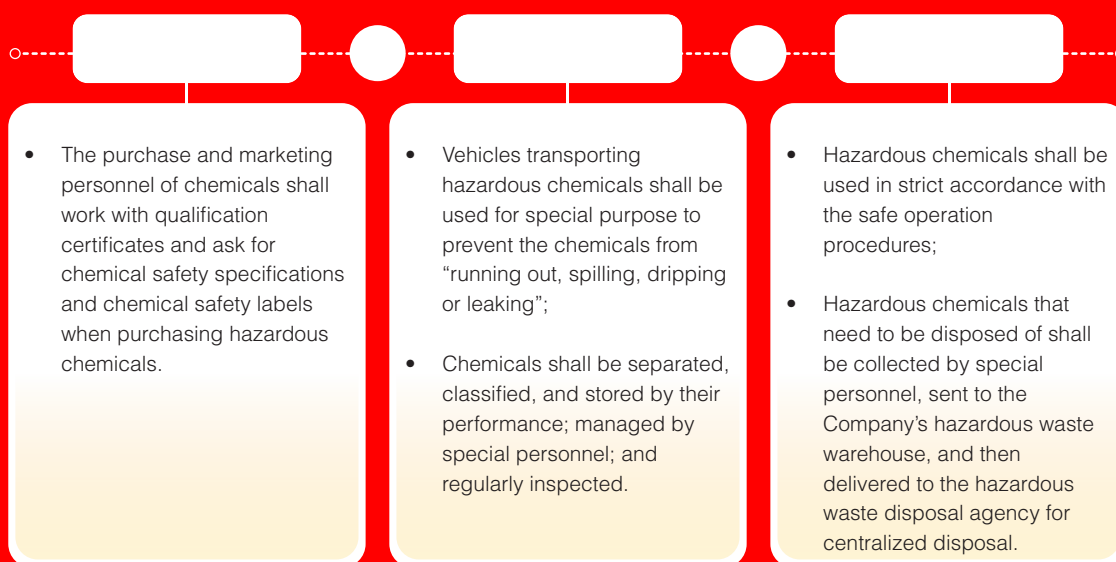 • The purchase and marketing
personnel of chemicals shall
work with qualification
certificates and ask for
chemical safety specifications
and chemical safety labels
when purchasing hazardous
chemicals.
• Vehicles transporting
hazardous chemicals shall be
used for special purpose to
prevent the chemicals from
“running out, spilling, dripping
or leaking”;
• Chemicals shall be separated,
classified, and stored by their
performance; managed by
special personnel; and
regularly inspected.
• Hazardous chemicals shall be
used in strict accordance with
the safe operation
procedures;
• Hazardous chemicals that
need to be disposed of shall
be collected by special
personnel, sent to the
Company’s hazardous waste
warehouse, and then
delivered to the hazardous
waste disposal agency for
centralized disposal.